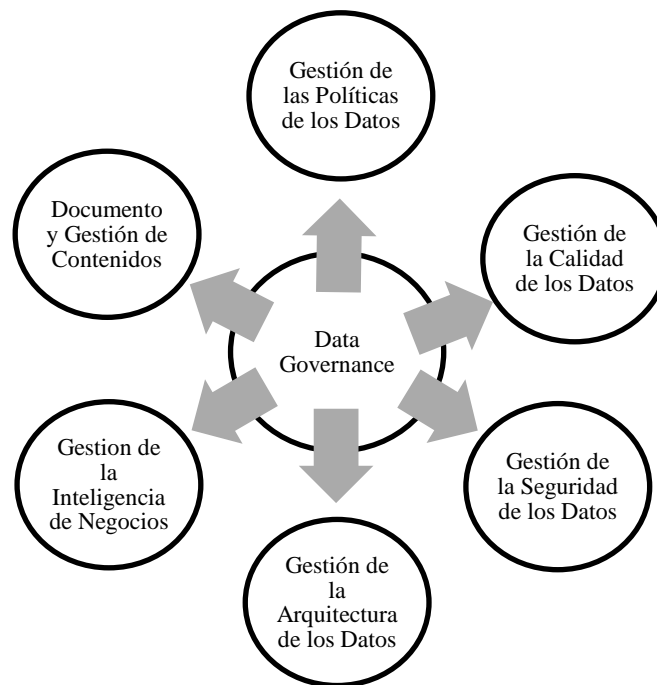 Gestión de
las Políticas
de los Datos
Documento
y Gestión de
Contenidos
Gestión de
la Calidad
de los Datos
Data
Governance
Gestion de
la
Inteligencia
de Negocios
Gestión de
la Seguridad
de los Datos
Gestión de
la
Arquitectura
de los Datos